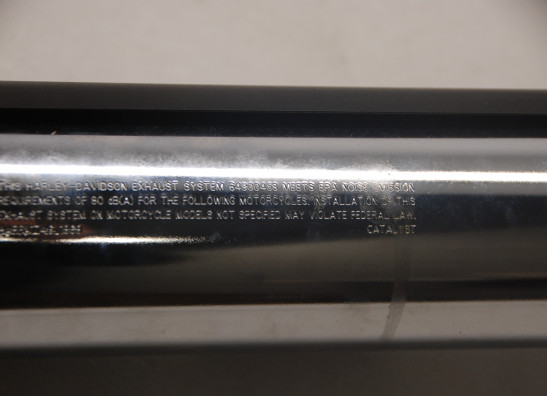 THIS HARLEY-DAVIDSON EXHAUST SYSTEM MEETS EPA NOISE EMISSION
REQUIREMENTS OF 80 dB(A) FOR THE FOLLOWING MOTORCYCLES. INSTALLATION OF THIS
EXHAUST SYSTEM ON MOTORCYCLE MODELS NOT SPECIFIED MAY VIOLATE FEDERAL LAW.
CATALYST